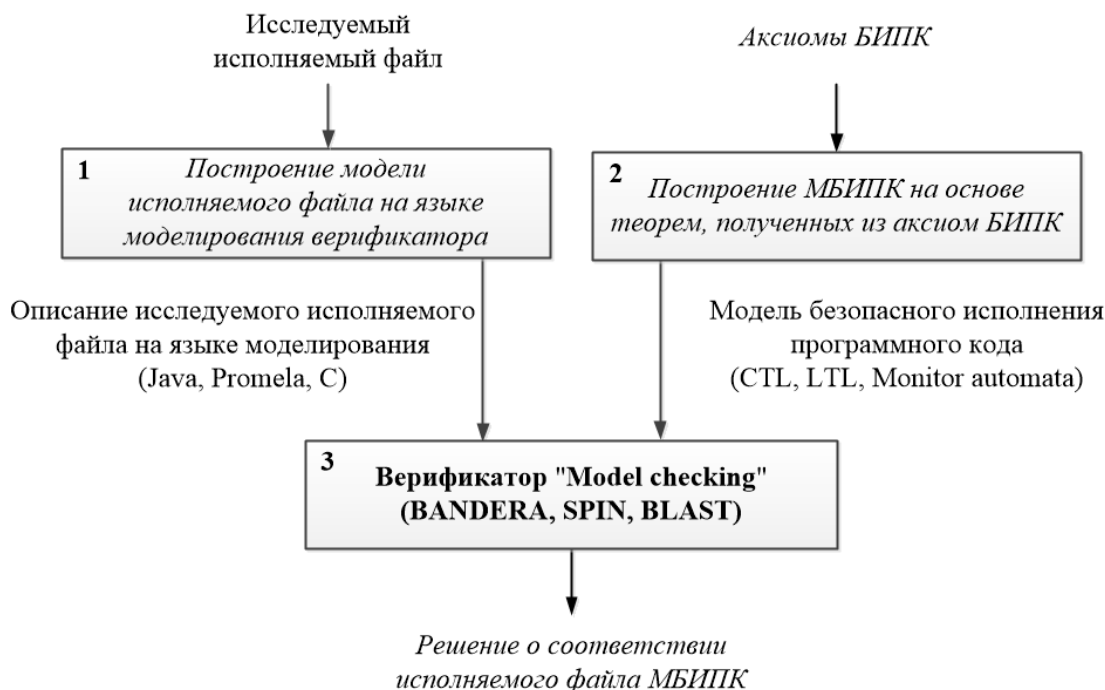 Исследуемый
исполняемый файл
Аксиомы БИПК
1
Построение модели
исполняемого файла на языке
моделирования верификатора
2
Построение МБИПК на основе
теорем, полученных из аксиом БИПК
Описание исследуемого исполняемого
файла на языке моделирования
(Java, Promela, C)
Модель безопасного исполнения
программного кода
(CTL, LTL, Monitor automata)
3
Верификатор "Model checking"
(BANDERA, SPIN, BLAST)
Решение о соответствии
исполняемого файла МБИПК